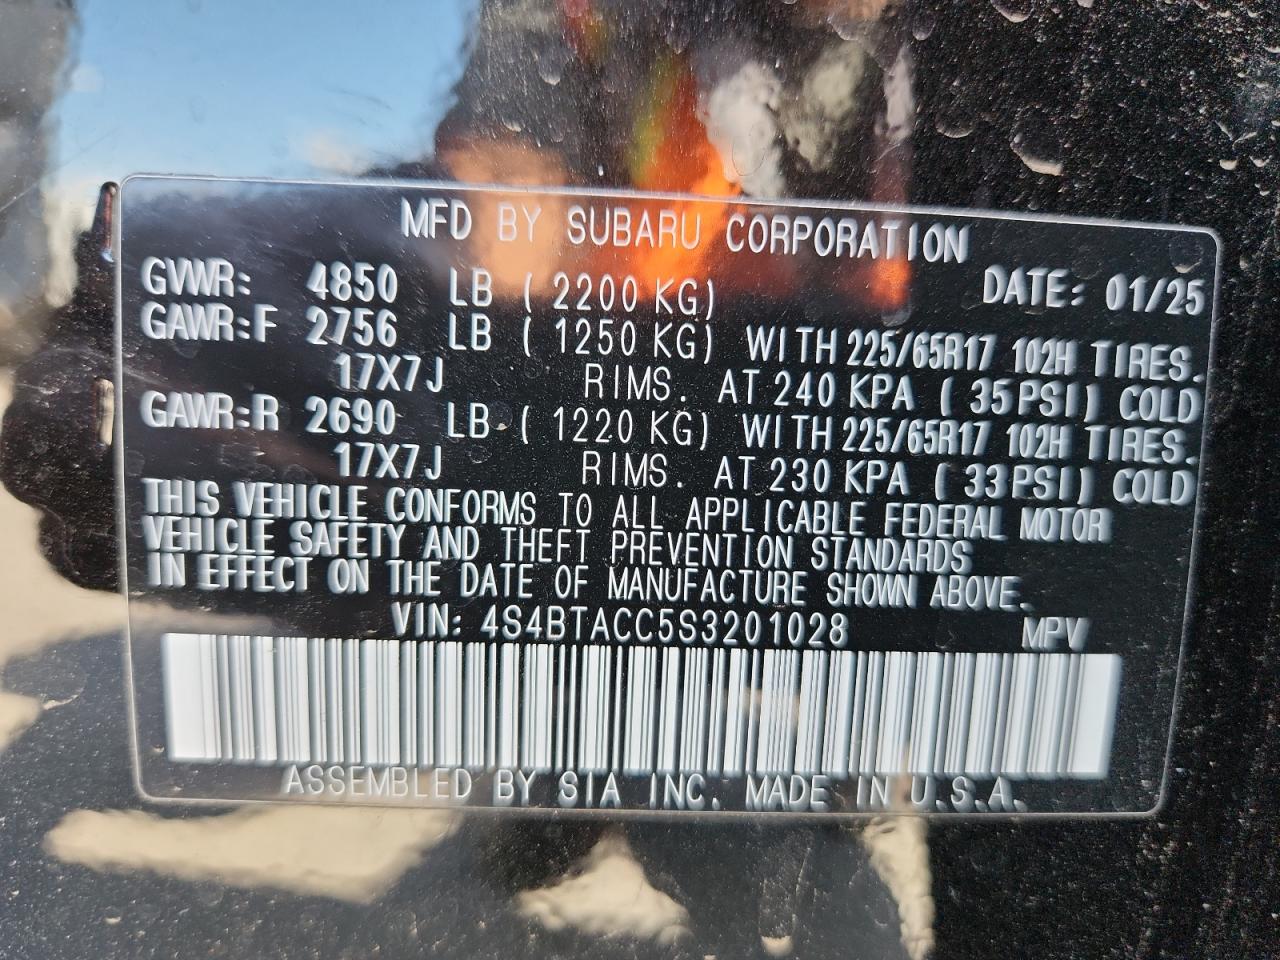 MFD BY SUBARU CORPORATION
GVWR: 4850 LB ( 2200 KG) DATE: 01/25
GAWR:F 2756 LB ( 1250 KG) WITH 225/65R17 102H TIRES.
17X7J RIMS. AT 240 KPA ( 35PSI) COLD
GAWR:R 2690 LB ( 1220 KG) WITH 225/65R17 102H TIRES.
17X7J RIMS. AT 230 KPA ( 33PSI) COLD
THIS VEHICLE CONFORMS TO ALL APPLICABLE FEDERAL MOTOR
VEHICLE SAFETY AND THEFT PREVENTION STANDARDS
IN EFFECT ON THE DATE OF MANUFACTURE SHOWN ABOVE.
VIN: 4S4BTACC5S3201028 MPV
ASSEMBLED BY SIA INC. MADE IN U.S.A.